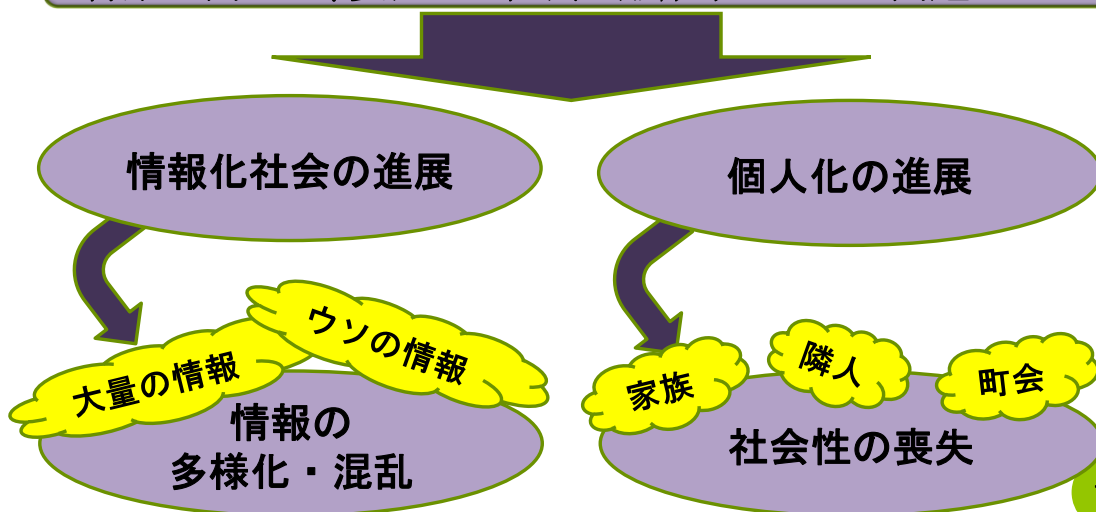 情報化社会の進展
個人化の進展
大量の情報
ウソの情報
情報の
多様化・混乱
家族
隣人
町会
社会性の喪失